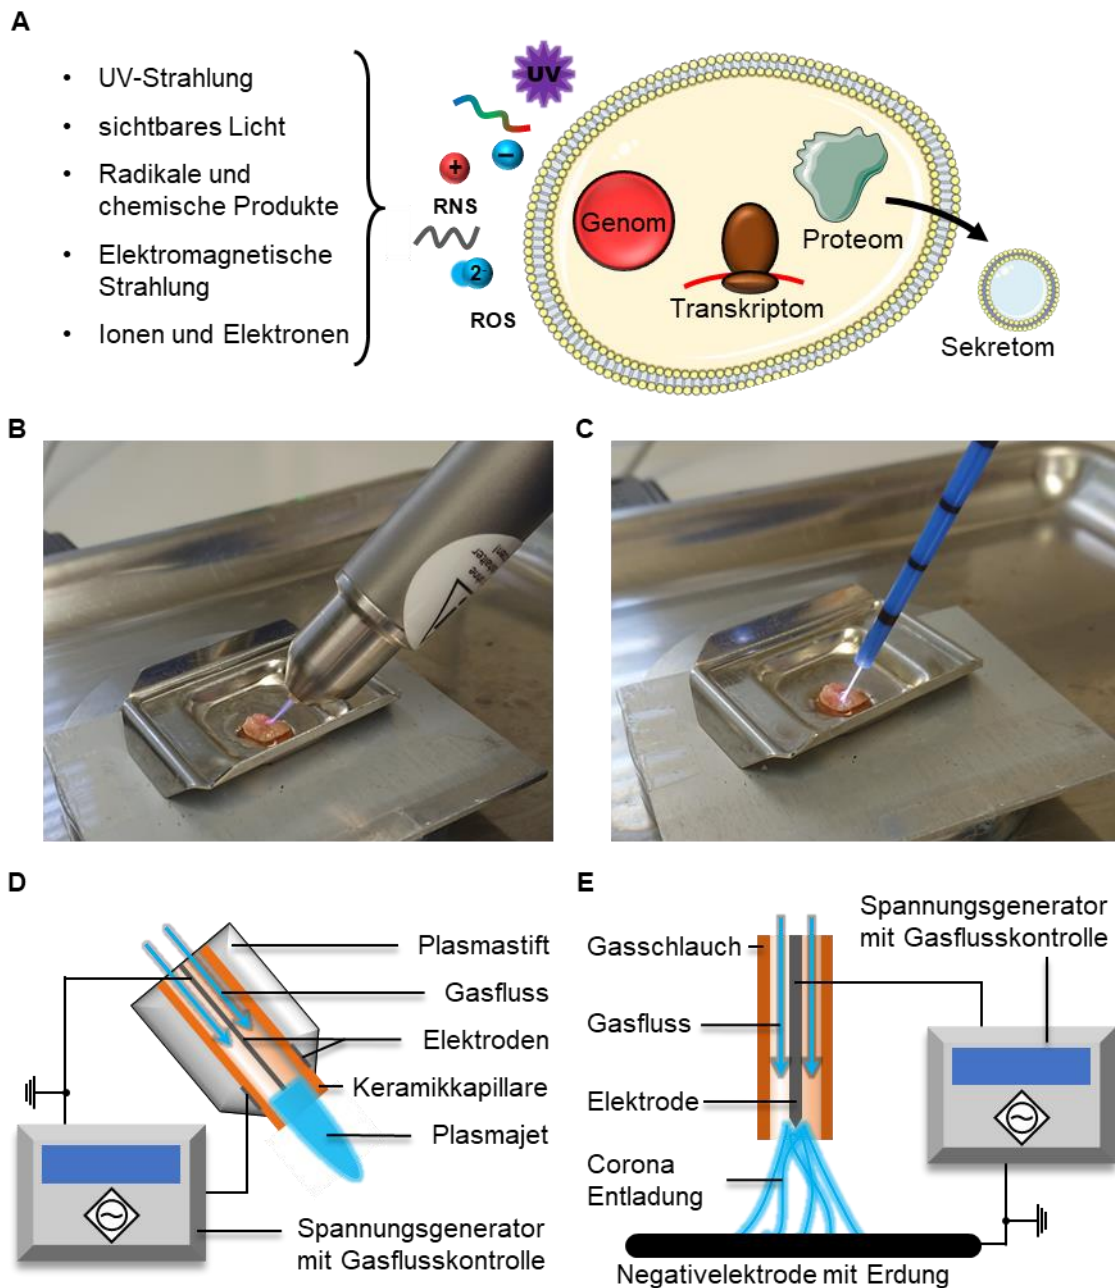 A
• UV-Strahlung
• sichtbares Licht
• Radikale und
chemische Produkte
• Elektromagnetische
Strahlung
• Ionen und Elektronen
UV
−
+
RNS
2-
ROS
Genom
Proteom
Transkriptom
Sekretom
B
C
D
Plasmastift
Gasfluss
Elektroden
Keramikkapillare
Plasmajet
Spannungsgenerator
mit Gasflusskontrolle
E
Spannungsgenerator
mit Gasflusskontrolle
Gasschlauch
Gasfluss
Elektrode
Corona
Entladung
Negativelektrode mit Erdung